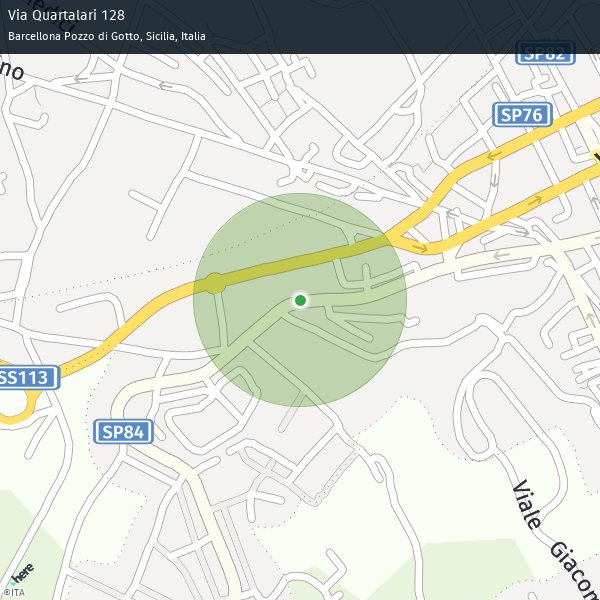 Via Quartalari 128
Barcellona Pozzo di Gotto, Sicilia, Italia
no
SP82
SP76
SS113
SP84
Viale Giacom
here
©ITA